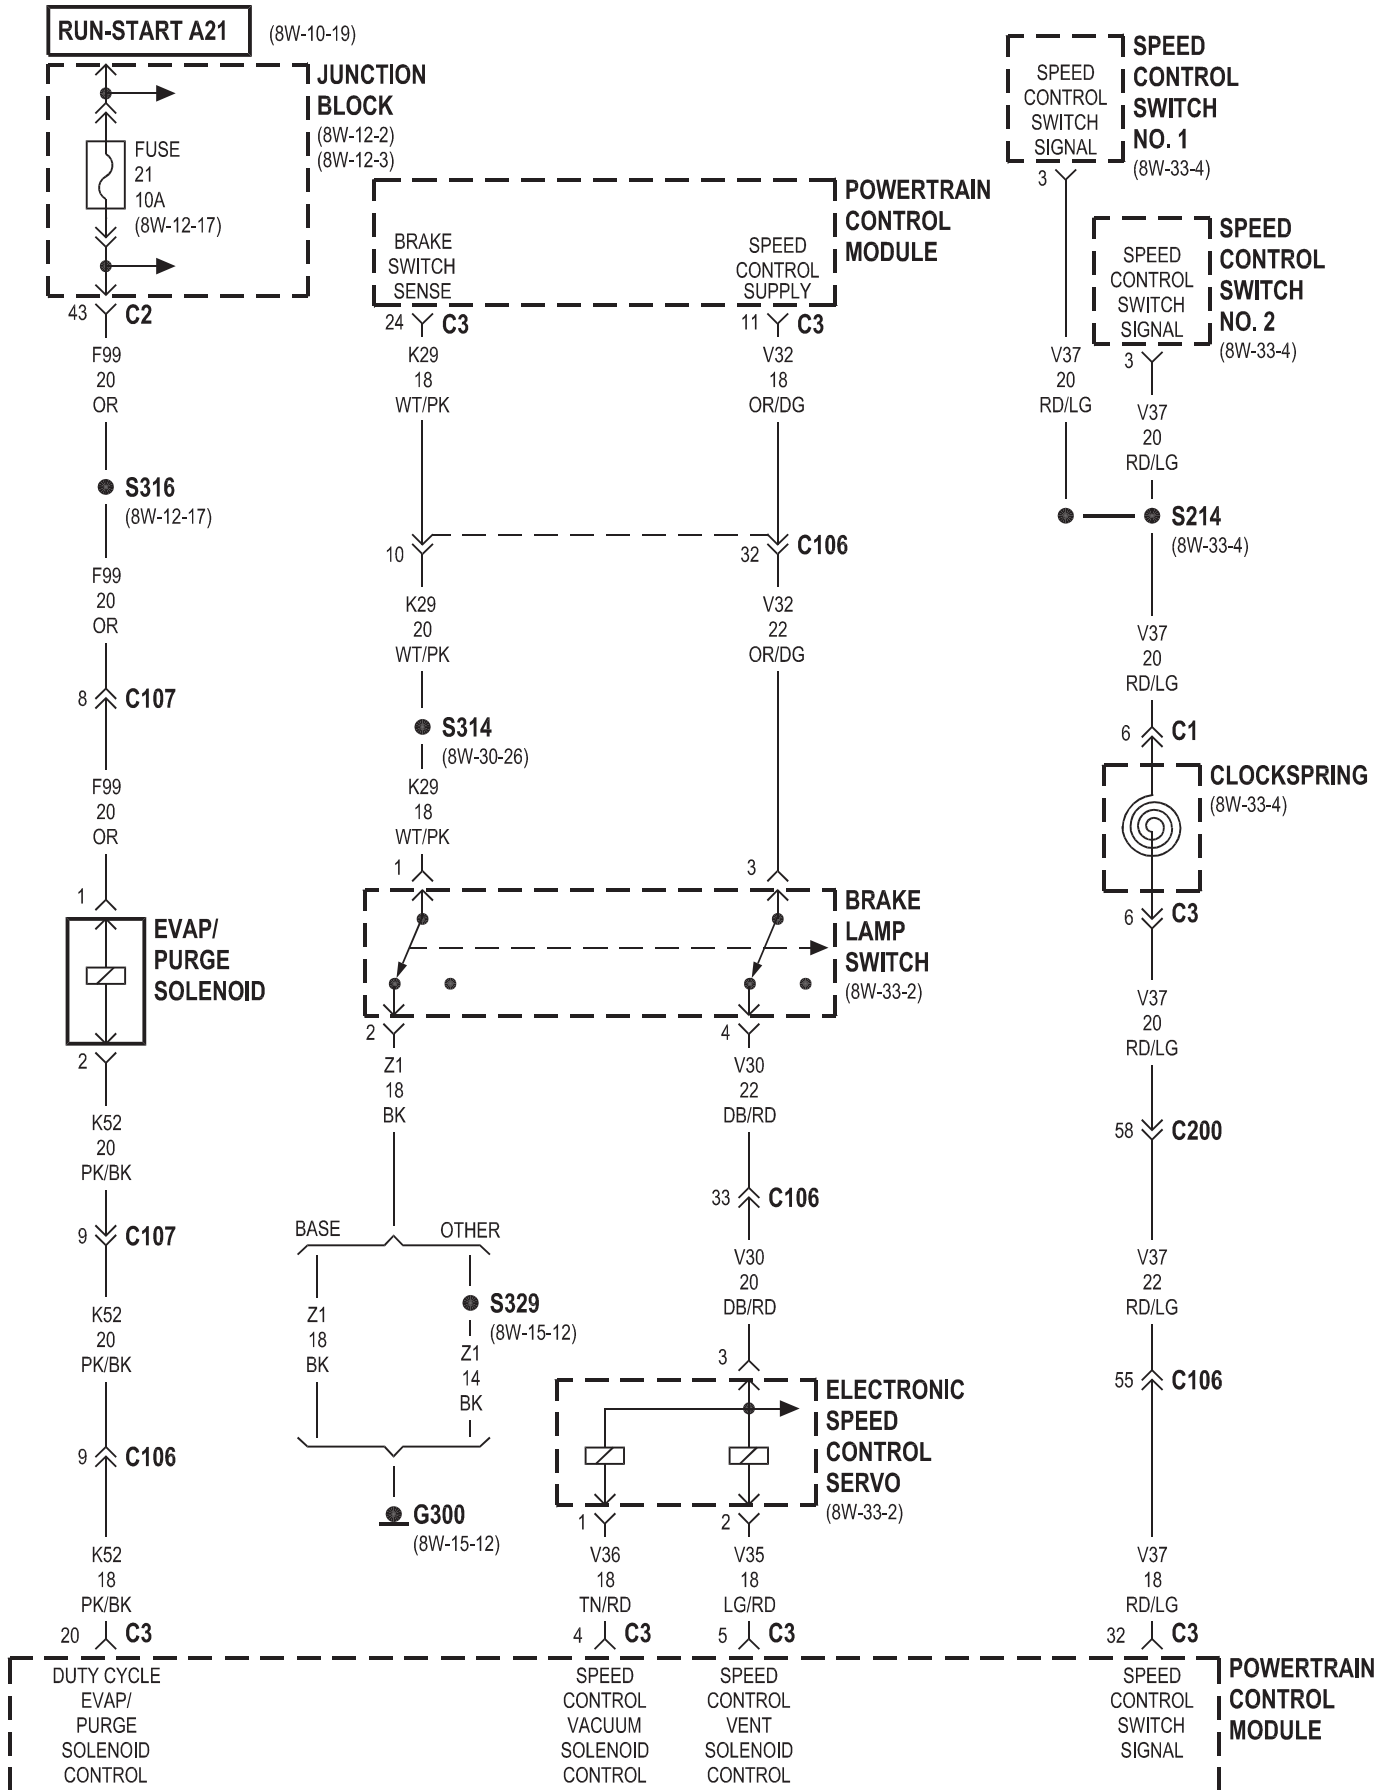 RUN-START A21
(8W-10-19)
JUNCTION
BLOCK
(8W-12-2)
(8W-12-3)
FUSE
21
10A
(8W-12-17)
43
C2
F99
20
OR
S316
(8W-12-17)
F99
20
OR
8
C107
F99
20
OR
1
EVAP/
PURGE
SOLENOID
2
K52
20
PK/BK
9
C107
K52
20
PK/BK
9
C106
K52
18
PK/BK
20
C3
DUTY CYCLE
EVAP/
PURGE
SOLENOID
CONTROL
POWERTRAIN
CONTROL
MODULE
BRAKE
SWITCH
SENSE
24
C3
K29
18
WT/PK
10
K29
20
WT/PK
S314
(8W-30-26)
K29
18
WT/PK
1
2
Z1
18
BK
BASE
OTHER
Z1
18
BK
S329
(8W-15-12)
Z1
14
BK
G300
(8W-15-12)
SPEED
CONTROL
SUPPLY
11
C3
V32
18
OR/DG
32
C106
V32
22
OR/DG
3
BRAKE
LAMP
SWITCH
(8W-33-2)
4
V30
22
DB/RD
33
C106
V30
20
DB/RD
3
ELECTRONIC
SPEED
CONTROL
SERVO
(8W-33-2)
1
V36
18
TN/RD
4
C3
SPEED
CONTROL
VACUUM
SOLENOID
CONTROL
2
V35
18
LG/RD
5
C3
SPEED
CONTROL
VENT
SOLENOID
CONTROL
SPEED
CONTROL
SWITCH
SIGNAL
SPEED
CONTROL
SWITCH
NO. 1
(8W-33-4)
3
V37
20
RD/LG
SPEED
CONTROL
SWITCH
SIGNAL
SPEED
CONTROL
SWITCH
NO. 2
(8W-33-4)
3
V37
20
RD/LG
S214
(8W-33-4)
V37
20
RD/LG
6
C1
CLOCKSPRING
(8W-33-4)
6
C3
V37
20
RD/LG
58
C200
V37
22
RD/LG
55
C106
V37
18
RD/LG
32
C3
SPEED
CONTROL
SWITCH
SIGNAL
POWERTRAIN
CONTROL
MODULE